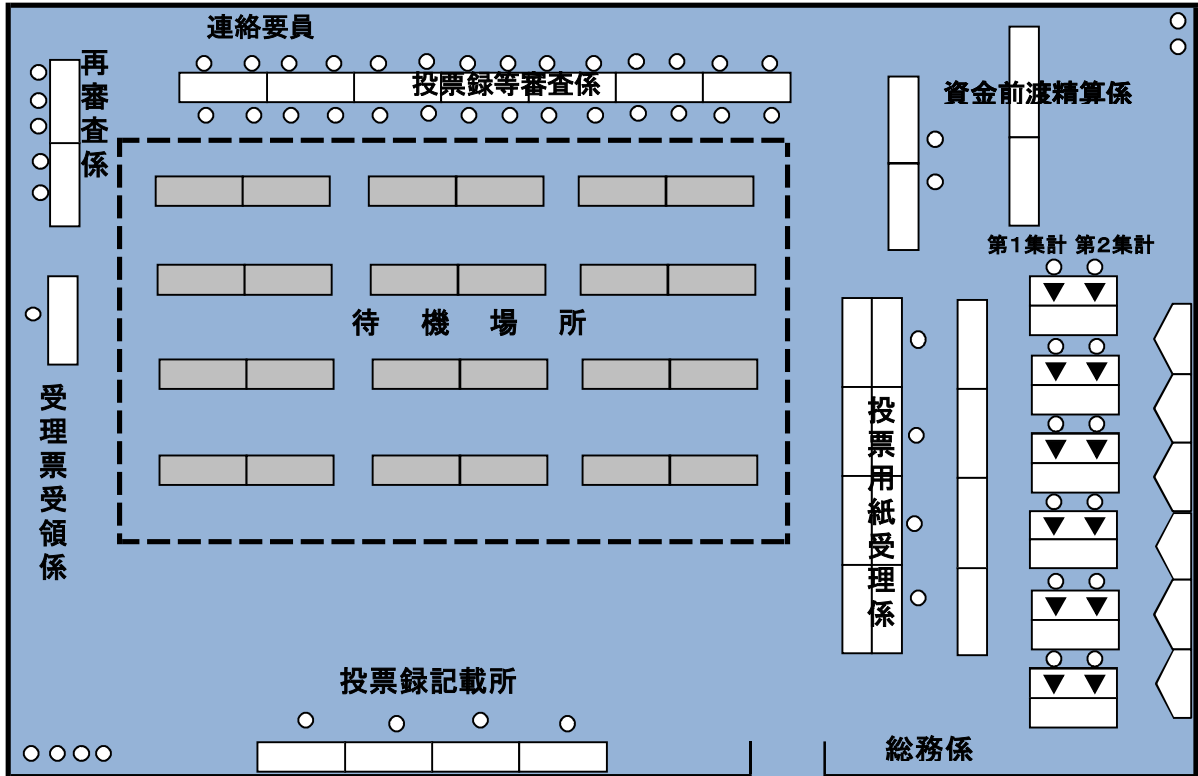 連絡要員
再審査係
投票録等審査係
資金前渡精算係
第1集計 第2集計
待機場所
受理票受領係
投票用紙受理係
投票録記載所
総務係